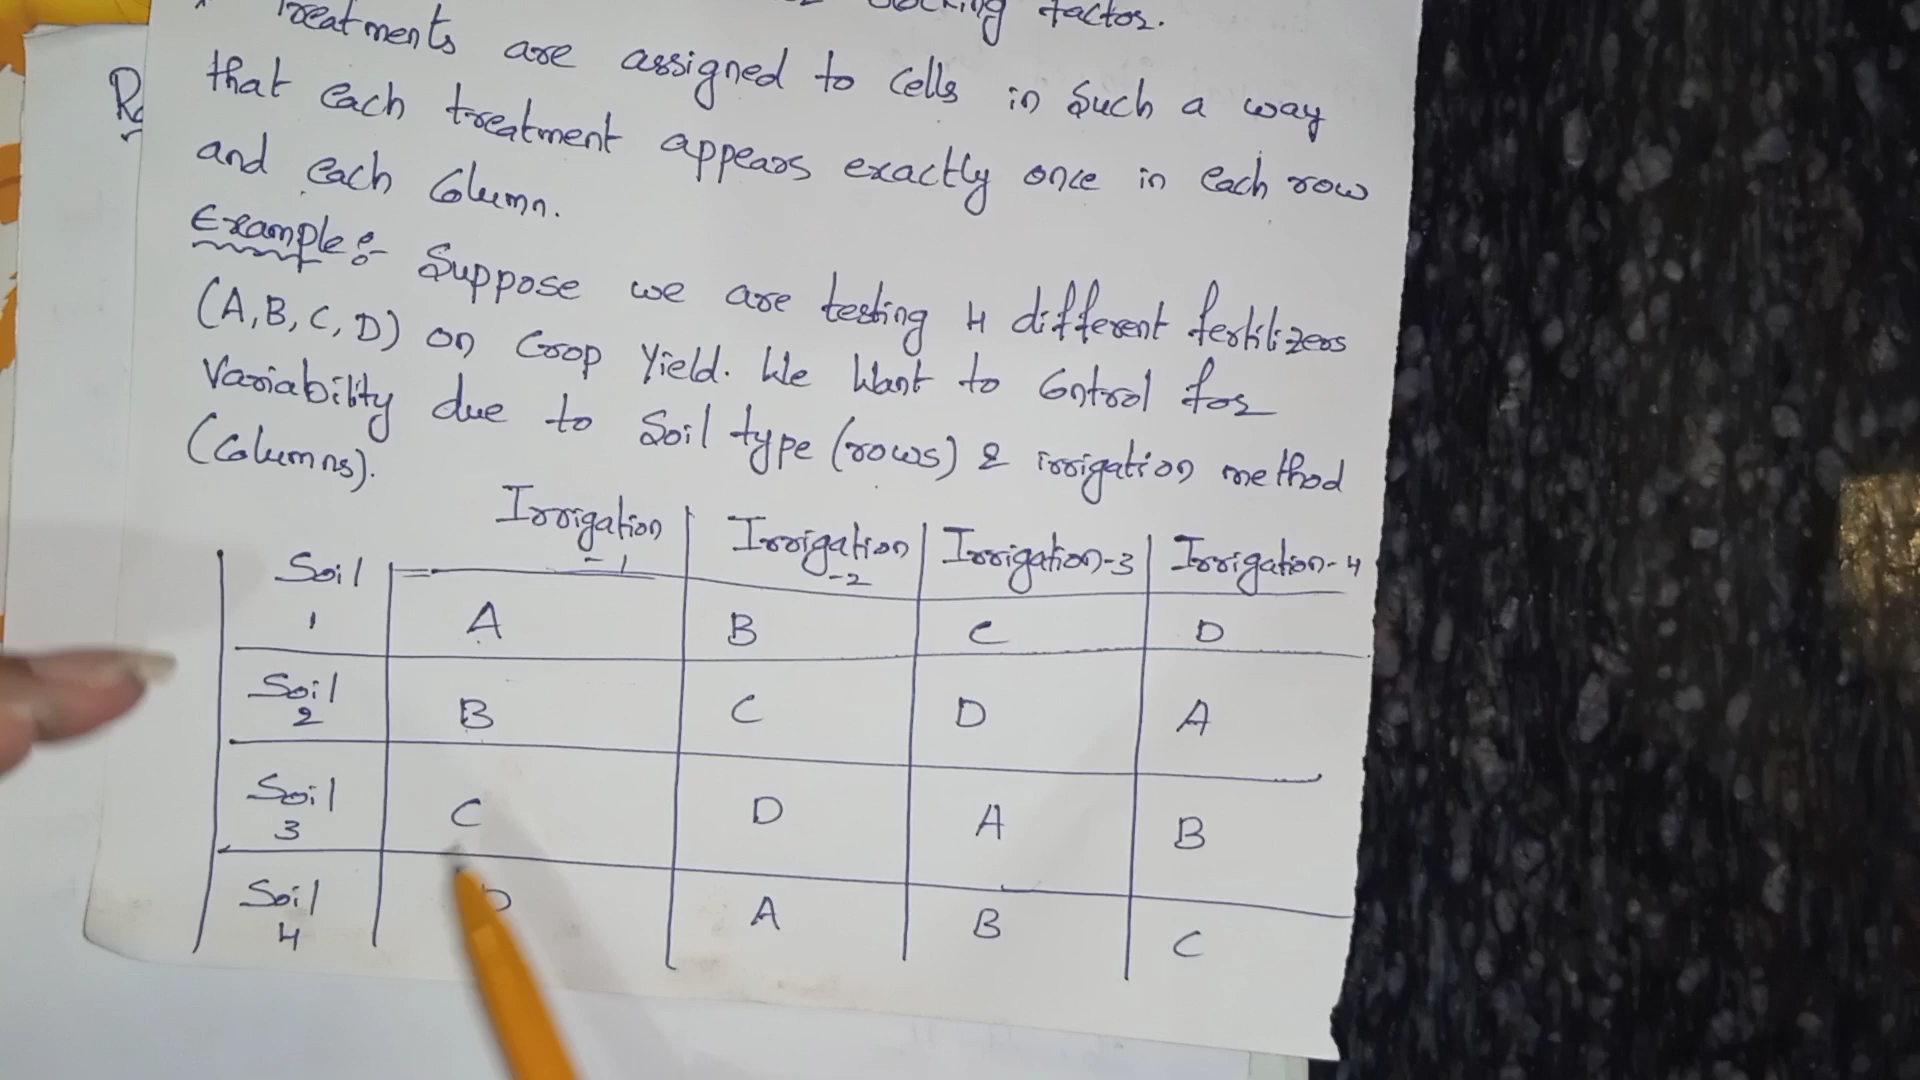 Treatments are assigned to Cells in Such a way
that each treatment appears exactly once in each row
and each Column.
Example:- Suppose we are testing 4 different fertilizers
(A, B, C, D) on Crop Yield. We Want to Control for
Variability due to Soil type (rows) & irrigation method
(Columns).
Soil 1 Irrigation -1 Irrigation -2 Irrigation-3 Irrigation-4
A B C D
Soil 2 B C D A
Soil 3 C D A B
Soil 4 D A B C